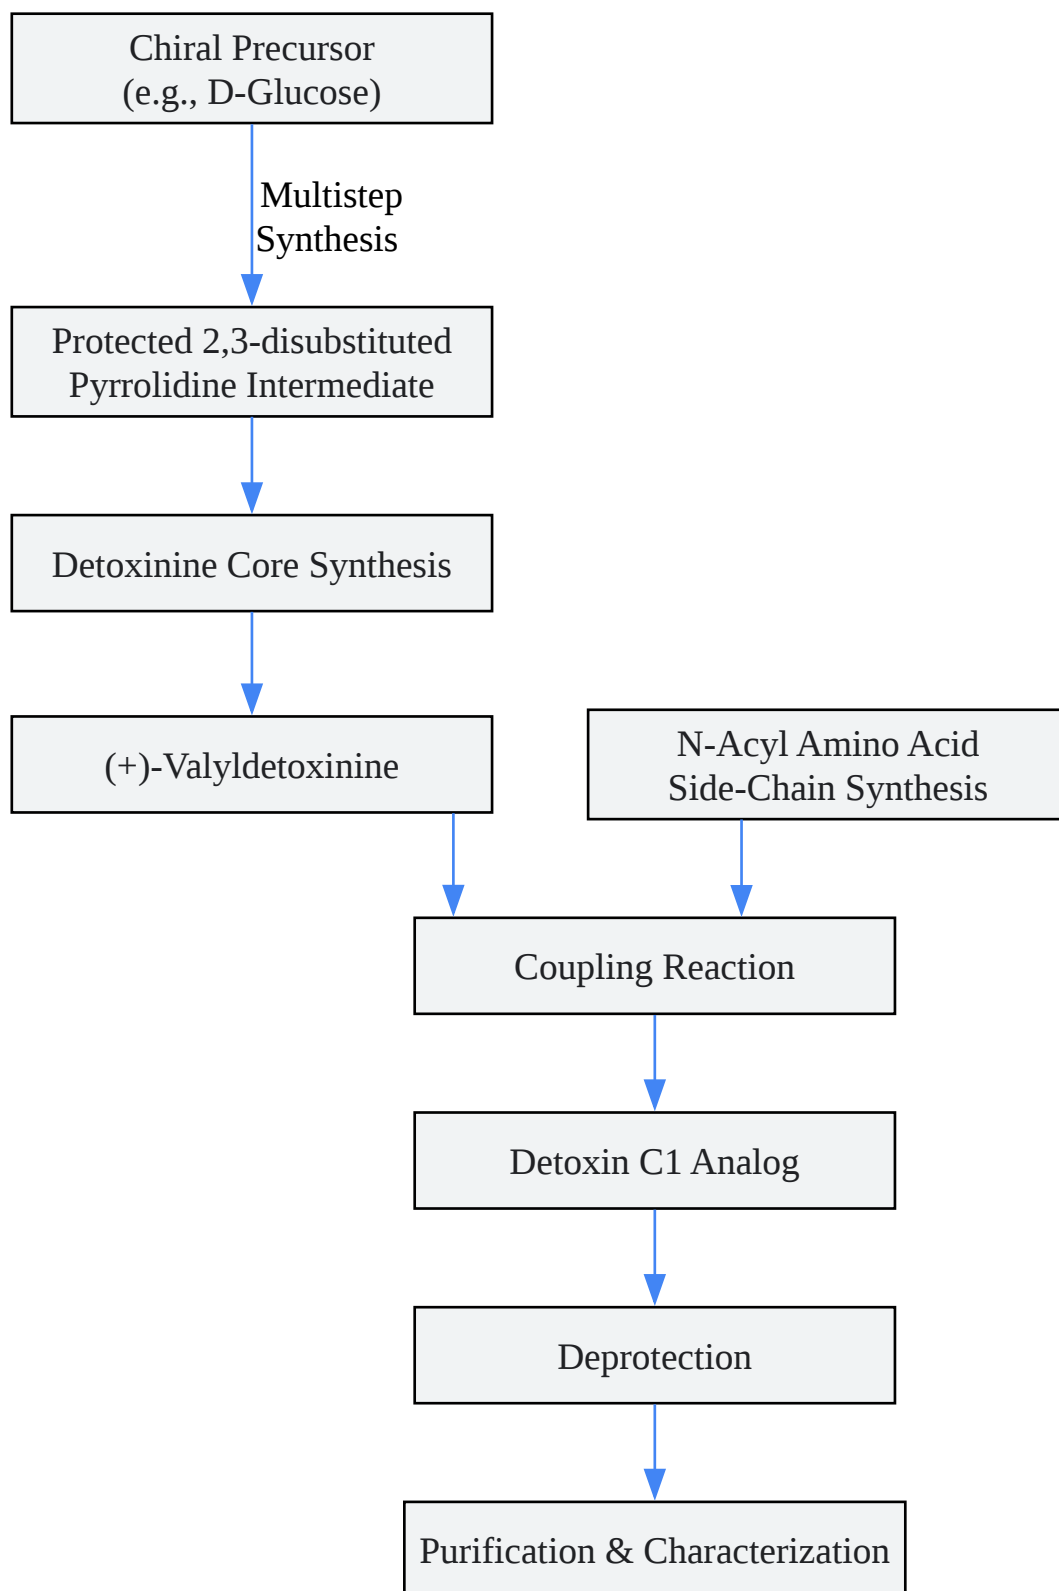 Chiral Precursor
(e.g., D-Glucose)
Multistep
Synthesis
Protected 2,3-disubstituted
Pyrrolidine Intermediate
Detoxinine Core Synthesis
(+)-Valyldetoxinine
N-Acyl Amino Acid
Side-Chain Synthesis
Coupling Reaction
Detoxin C1 Analog
Deprotection
Purification & Characterization